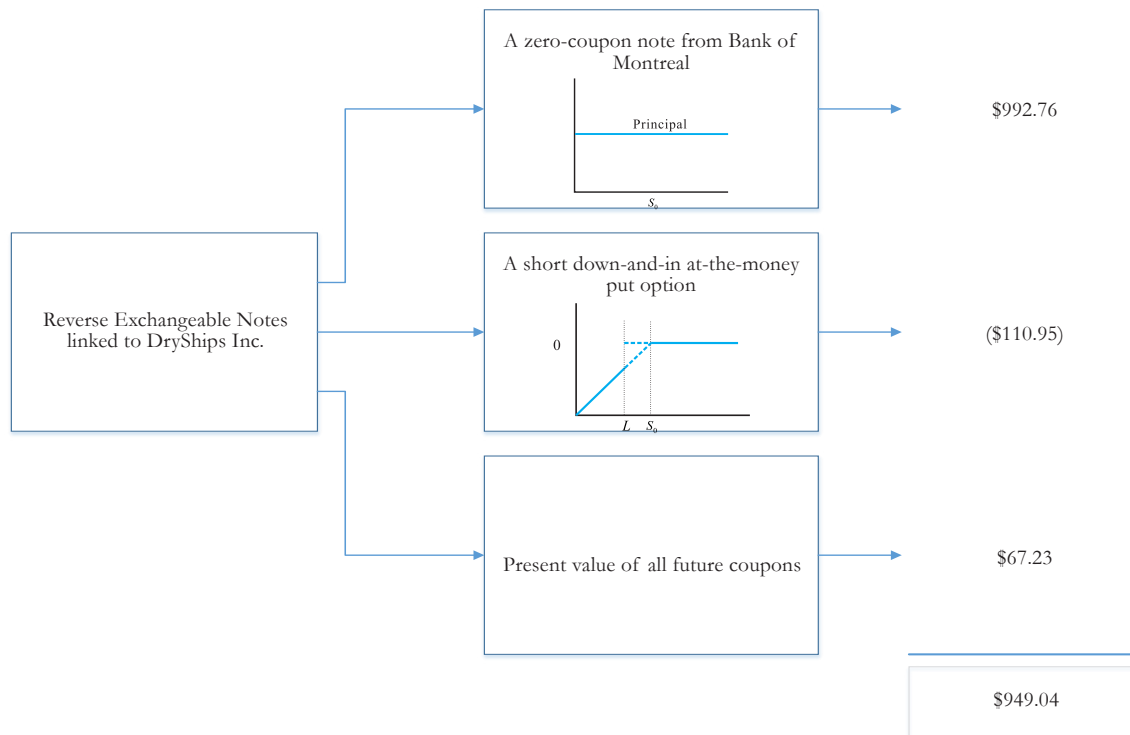 A zero-coupon note from Bank of
Montreal
Principal
S₀
$992.76
Reverse Exchangeable Notes
linked to DryShips Inc.
A short down-and-in at-the-money
put option
0
L S₀
($110.95)
Present value of all future coupons
$67.23
$949.04